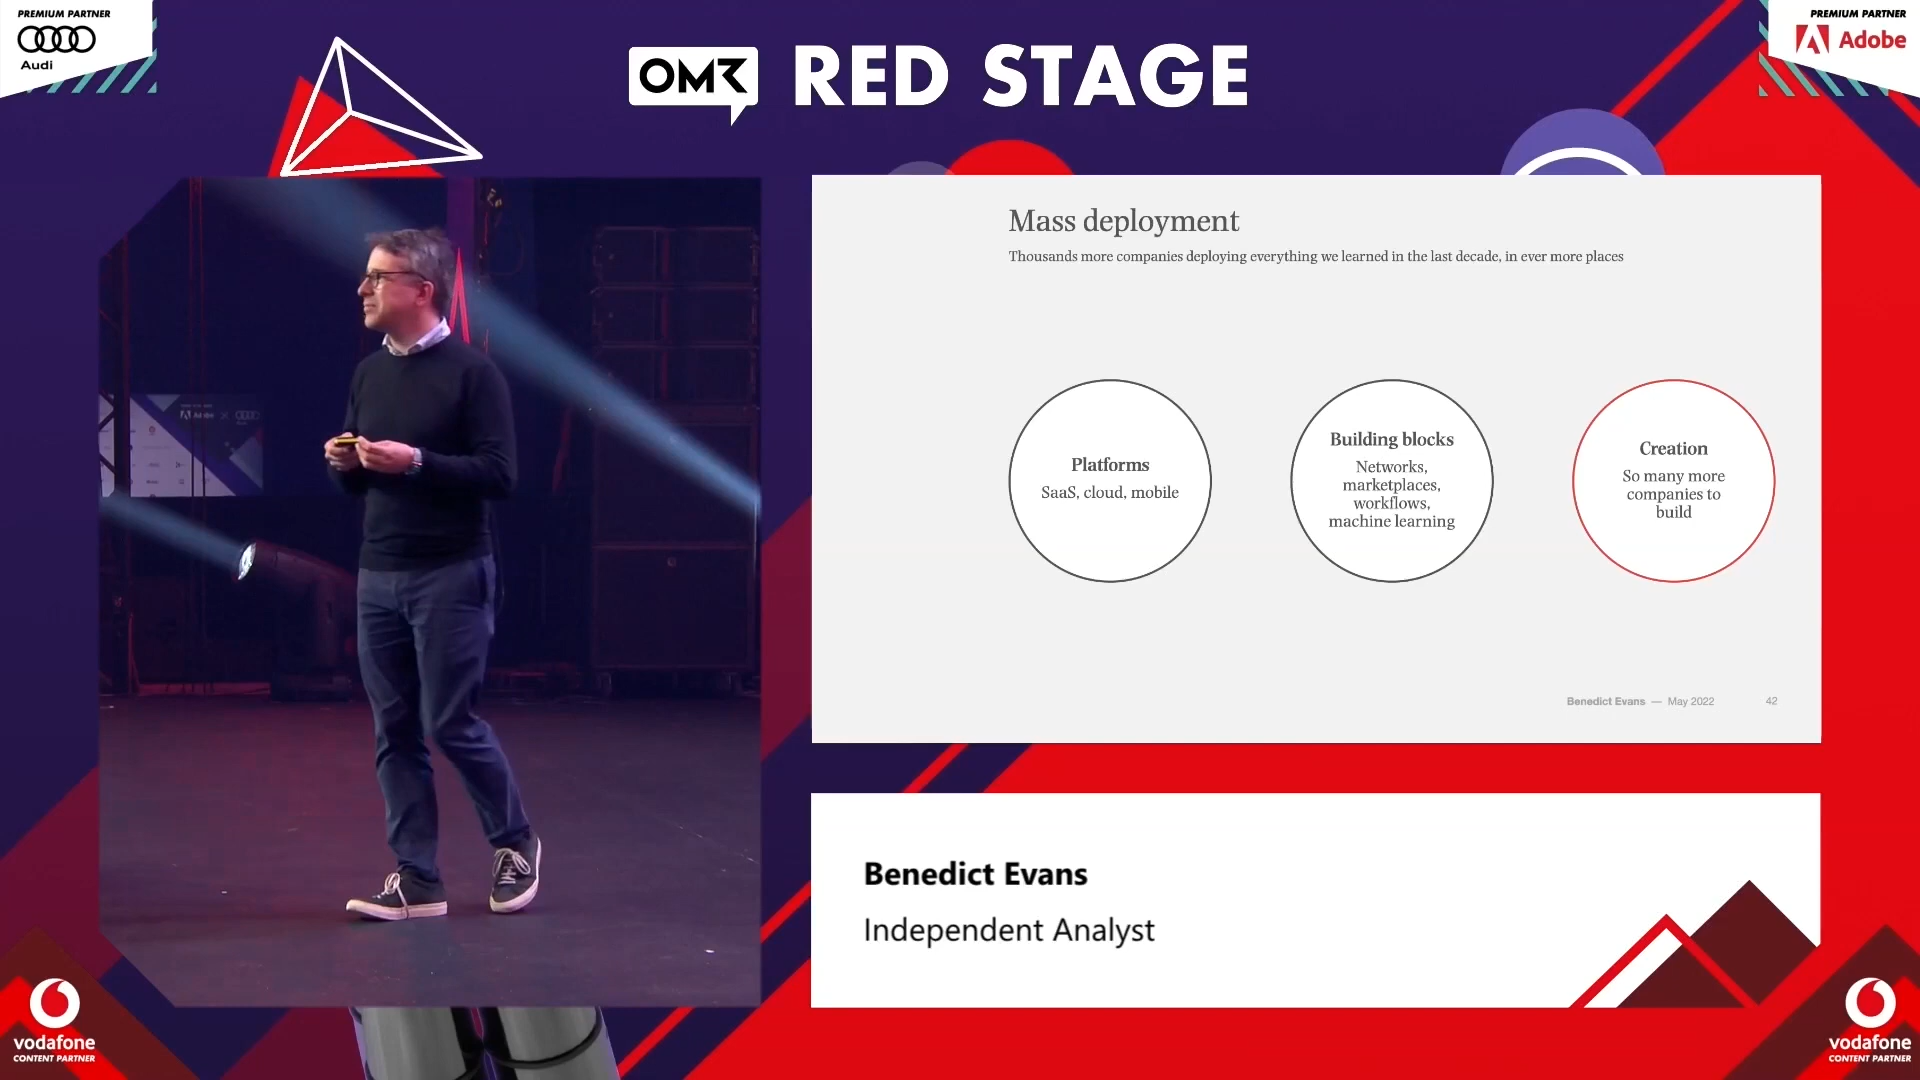 PREMIUM PARTNER
Audi
OMR RED STAGE
PREMIUM PARTNER
Adobe
Mass deployment
Thousands more companies deploying everything we learned in the last decade, in ever more places
Platforms
SaaS, cloud, mobile
Building blocks
Networks,
marketplaces,
workflows,
machine learning
Creation
So many more
companies to
build
Benedict Evans — May 2022 42
Benedict Evans
Independent Analyst
vodafone
CONTENT PARTNER
vodafone
CONTENT PARTNER